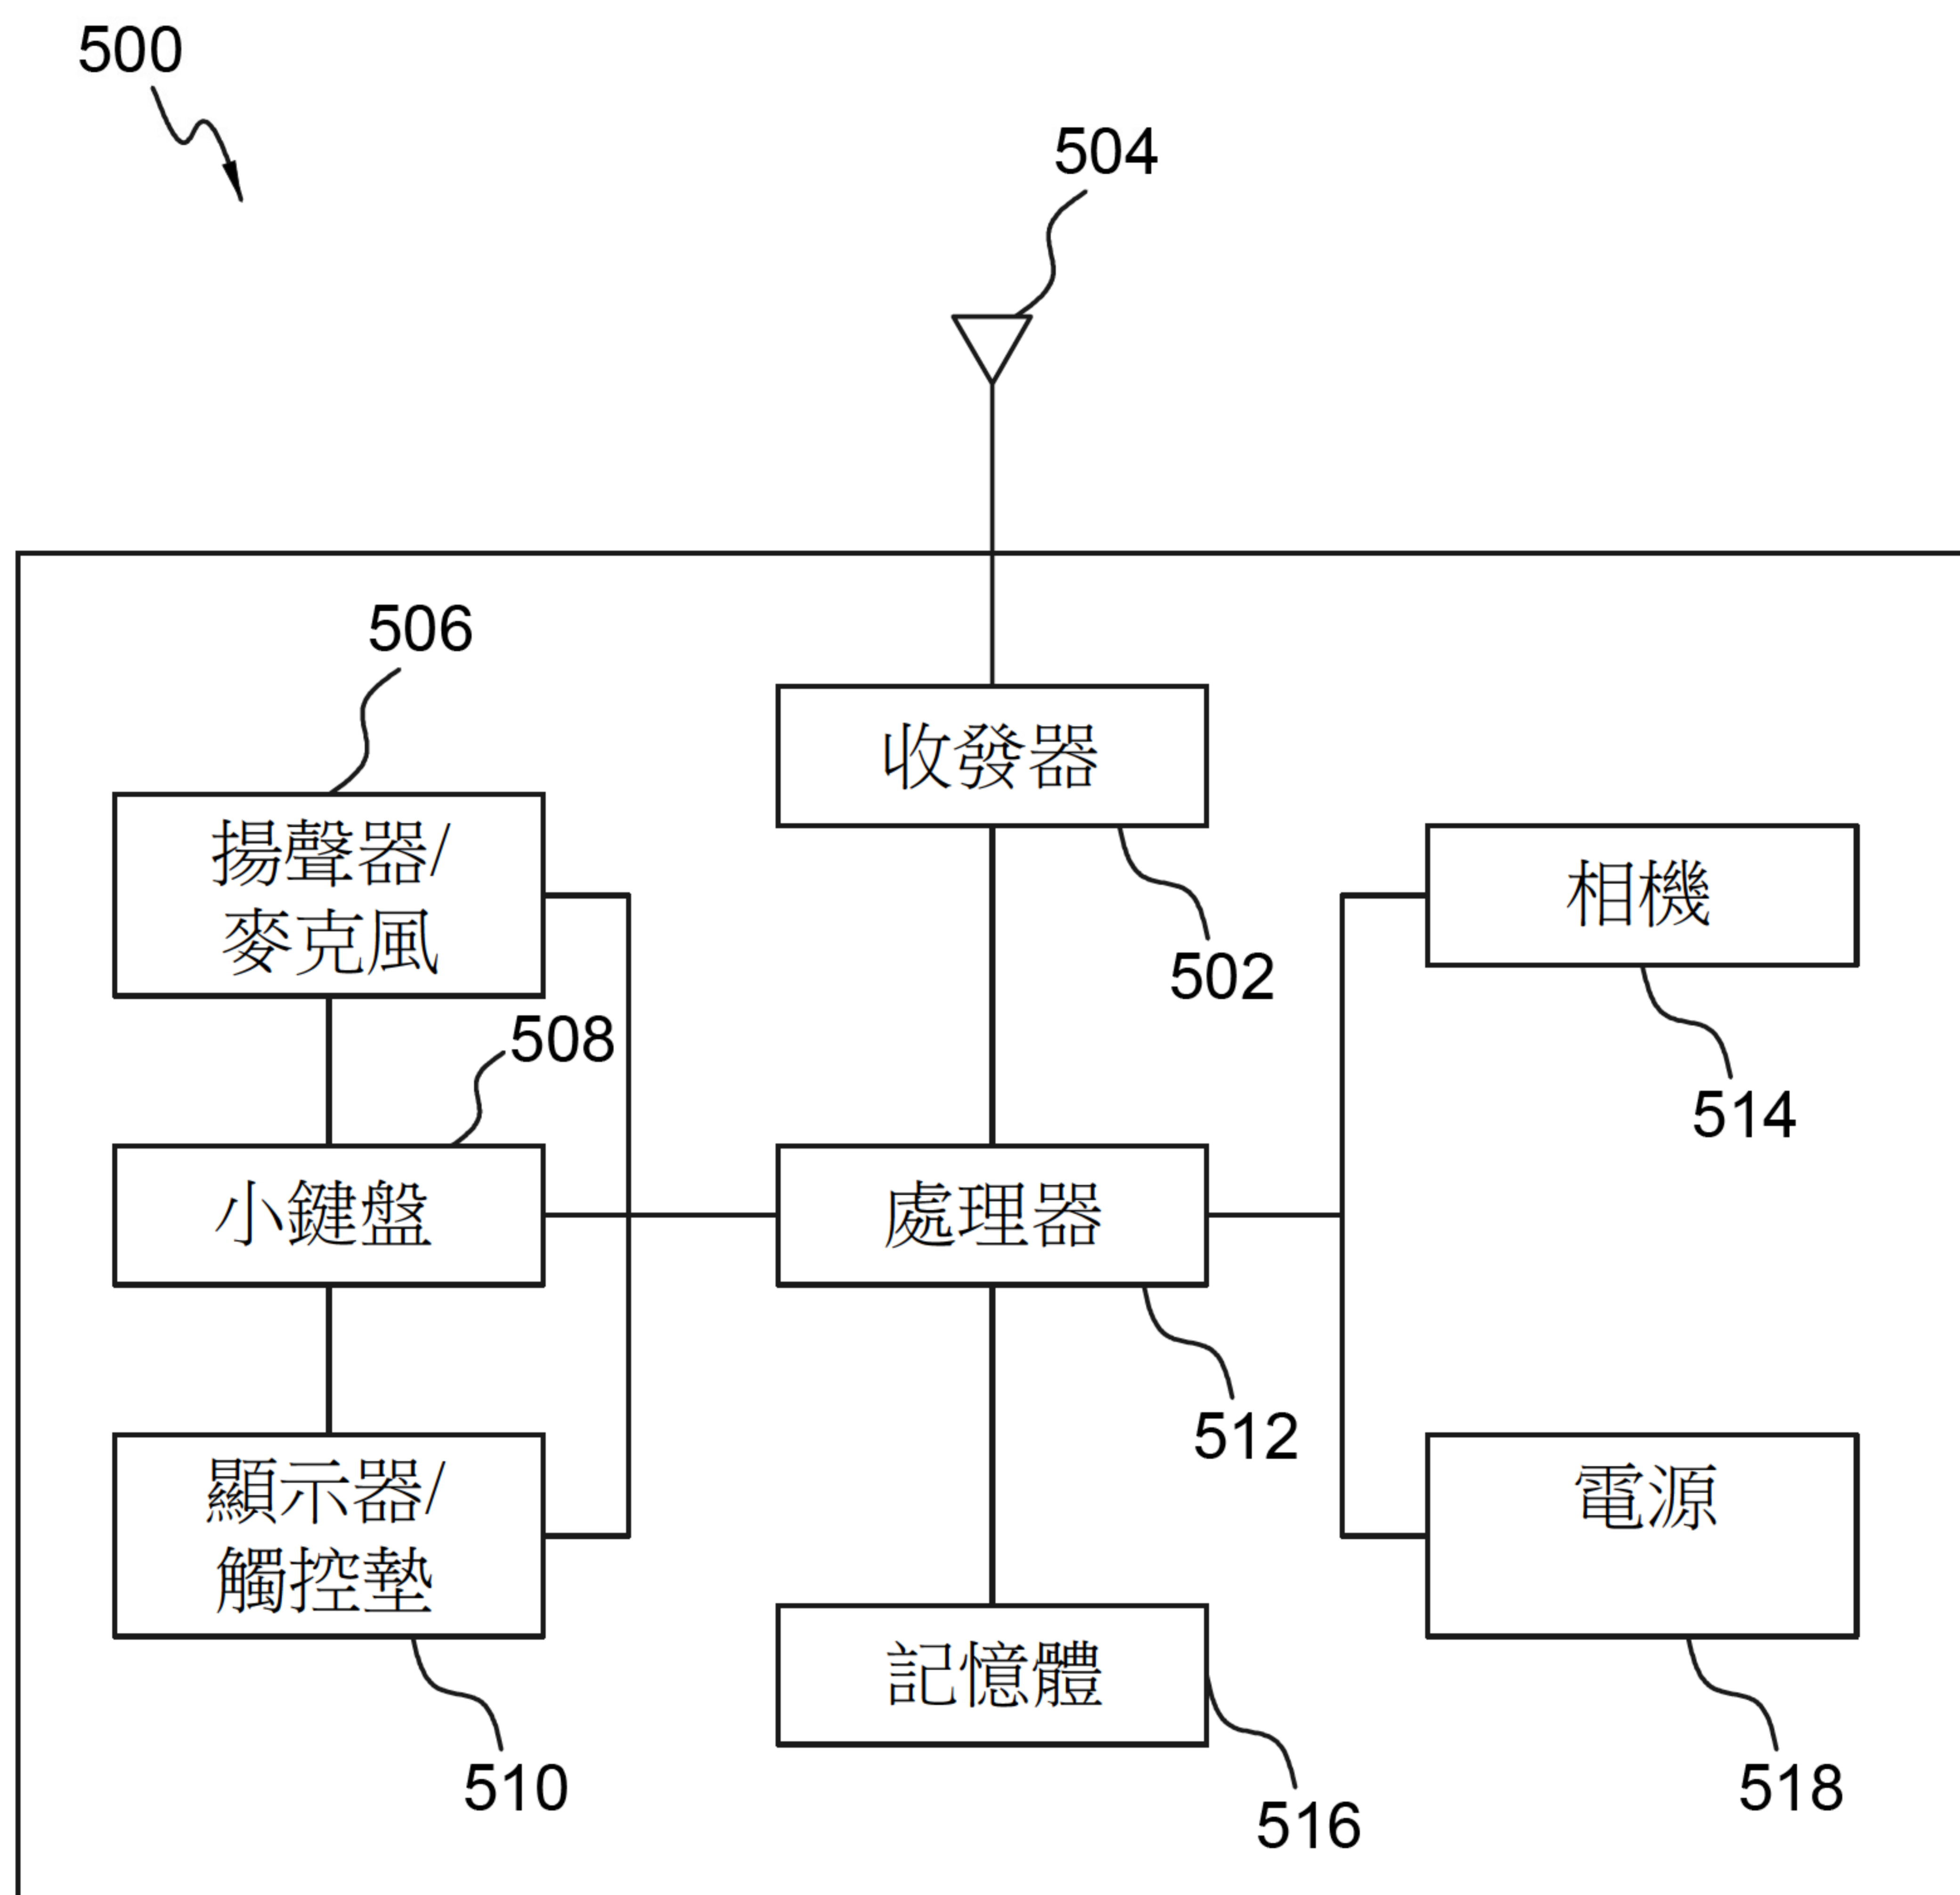 500
504
506
收發器
揚聲器/
麥克風
相機
502
508
514
小鍵盤
處理器
512
顯示器/
觸控墊
電源
記憶體
510
518
516